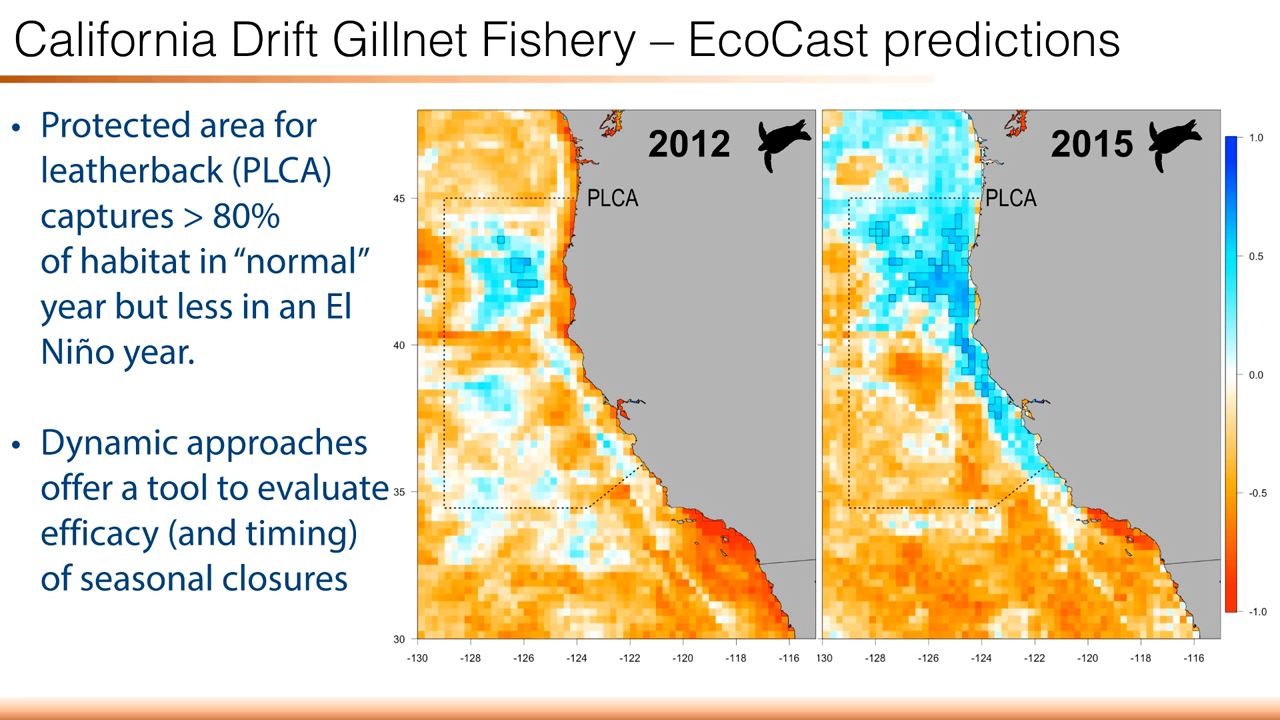 California Drift Gillnet Fishery – EcoCast predictions
• Protected area for
leatherback (PLCA)
captures > 80%
of habitat in “normal”
year but less in an El
Niño year.
• Dynamic approaches
offer a tool to evaluate
efficacy (and timing)
of seasonal closures
2012
PLCA
45
40
35
30
-130 -128 -126 -124 -122 -120 -118 -116
2015
PLCA
130 -128 -126 -124 -122 -120 -118 -116
1.0
0.5
0.0
-0.5
-1.0